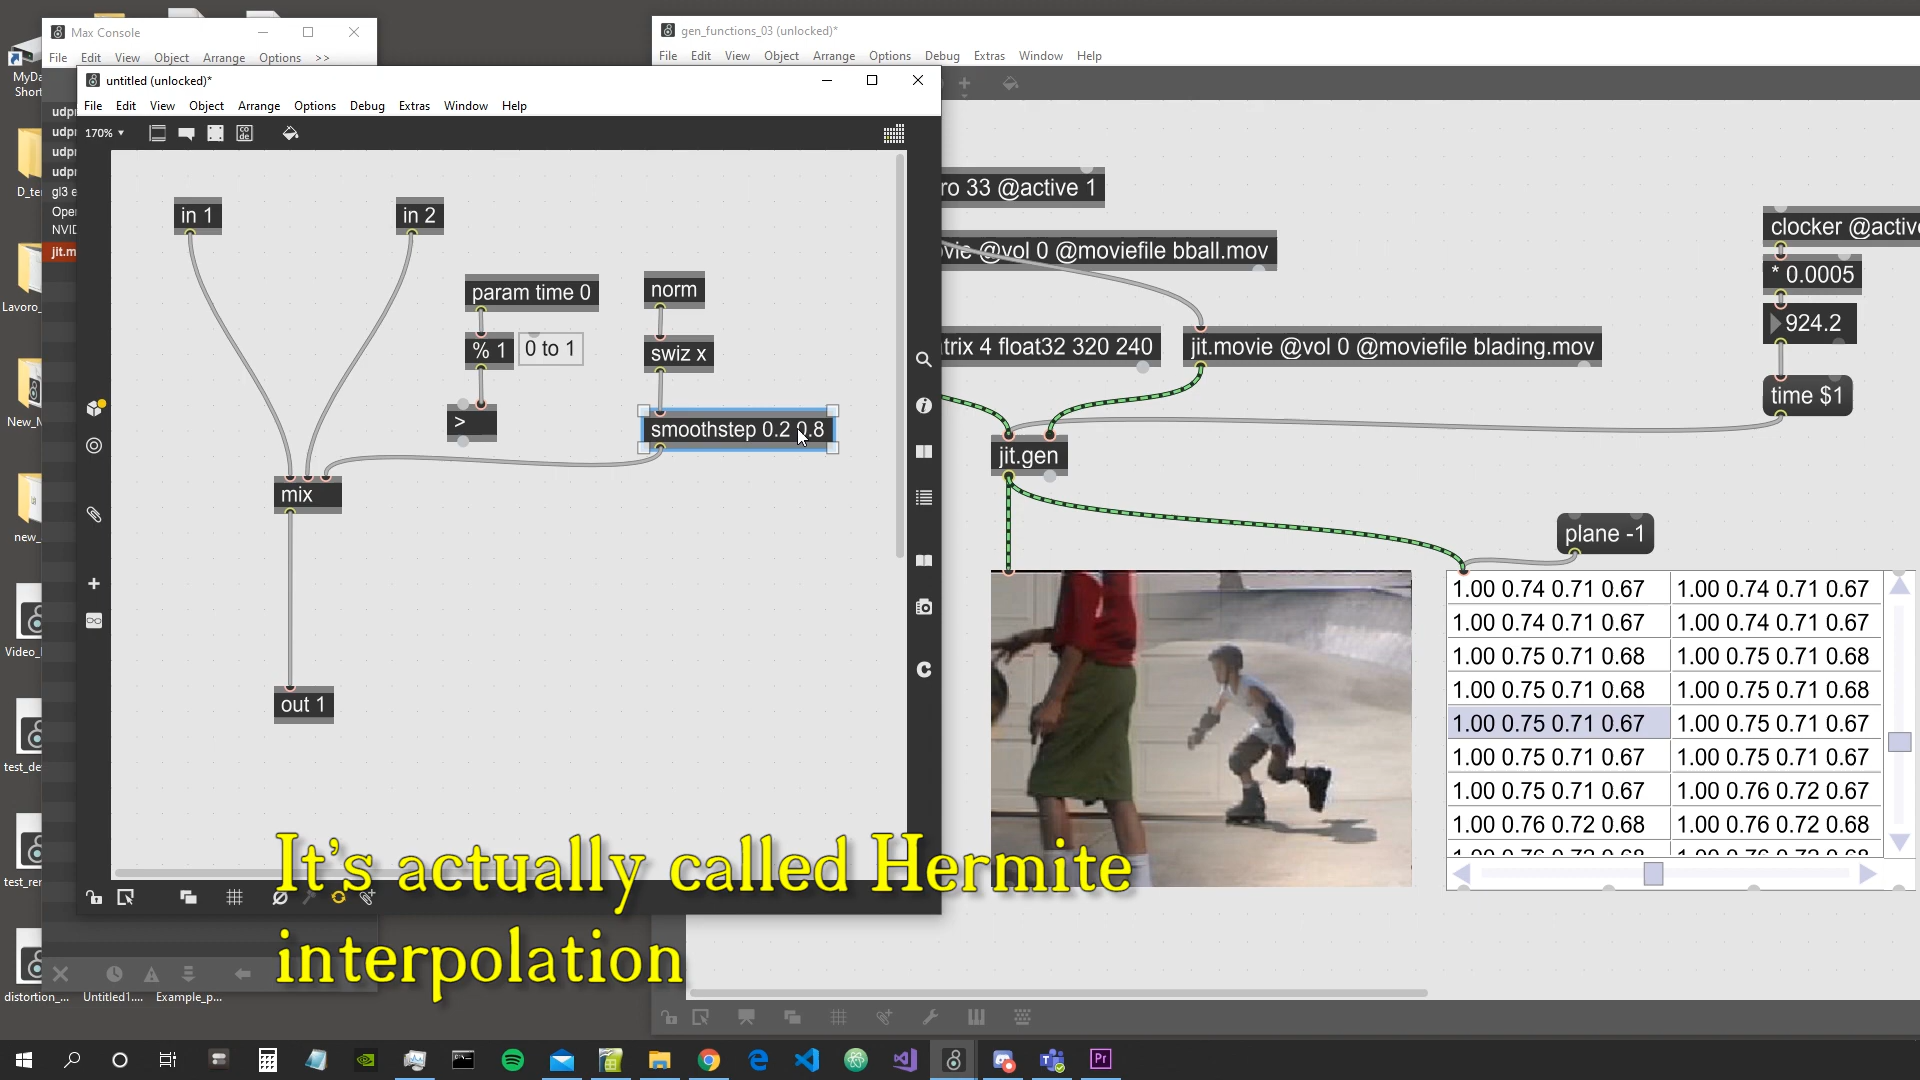 Max Console
File Edit View Object Arrange Options >>
gen_functions_03 (unlocked)*
File Edit View Object Arrange Options Debug Extras Window Help
untitled (unlocked)*
File Edit View Object Arrange Options Debug Extras Window Help
170%
in 1
in 2
param time 0
norm
% 1
0 to 1
swiz x
>
smoothstep 0.2 0.8
mix
out 1
ro 33 @active 1
vie @vol 0 @moviefile bball.mov
trix 4 float32 320 240
jit.movie @vol 0 @moviefile blading.mov
jit.gen
clocker @active
* 0.0005
924.2
time $1
plane -1
1.00 0.74 0.71 0.67 1.00 0.74 0.71 0.67
1.00 0.74 0.71 0.67 1.00 0.74 0.71 0.67
1.00 0.75 0.71 0.68 1.00 0.75 0.71 0.68
1.00 0.75 0.71 0.68 1.00 0.75 0.71 0.68
1.00 0.75 0.71 0.67 1.00 0.75 0.71 0.67
1.00 0.75 0.71 0.67 1.00 0.75 0.71 0.67
1.00 0.75 0.71 0.67 1.00 0.76 0.72 0.67
1.00 0.76 0.72 0.68 1.00 0.76 0.72 0.68
MyDa
Short
D_te
Lavoro_
New_M
new_
Video_
test_de
test_re
distortion_... Untitled1.... Example_p...
udpr
udpr
udpr
udpr
gl3 e
Ope
NVID
jit.m
It's actually called Hermite
interpolation